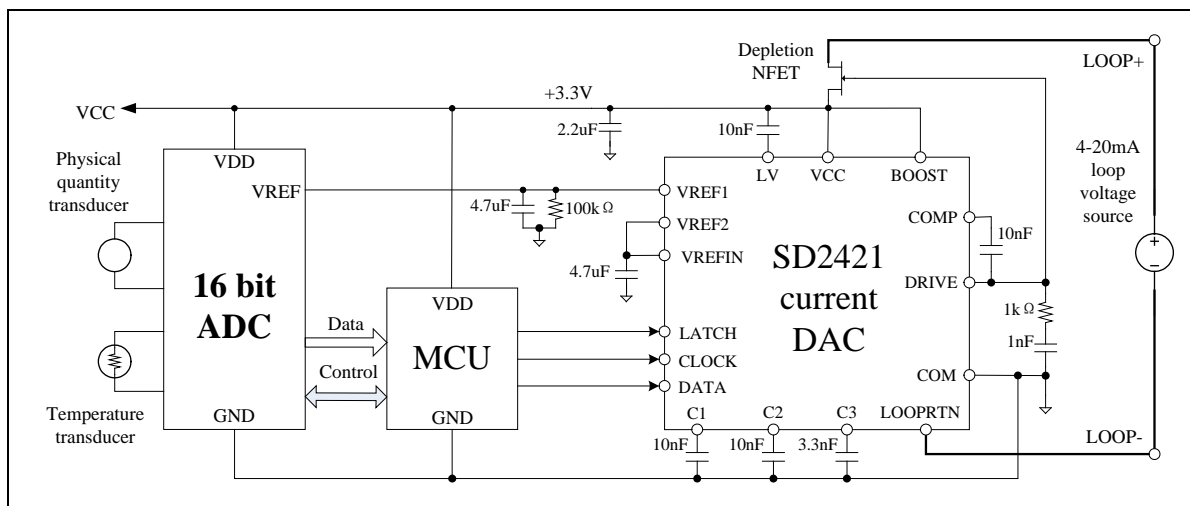 Depletion
NFET
LOOP+
VCC
+3.3V
2.2uF
10nF
Physical
quantity
transducer
VDD
VREF
4.7uF
100kΩ
LV
VCC
BOOST
VREF1
VREF2
VREFIN
4.7uF
COMP
10nF
DRIVE
4-20mA
loop
voltage
source
16 bit
ADC
VDD
MCU
Data
Control
SD2421
current
DAC
LATCH
CLOCK
DATA
1kΩ
1nF
COM
Temperature
transducer
GND
GND
C1
C2
C3
LOOPRTN
10nF
10nF
3.3nF
LOOP-